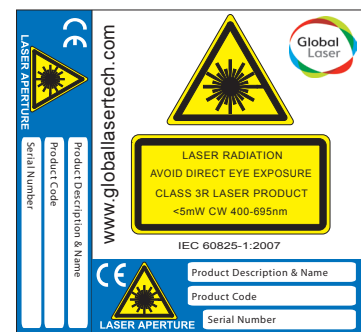 CE
LASER APERTURE
Serial Number
Product Code
Product Description & Name
www.globallasertech.com
Global
Laser
LASER RADIATION
AVOID DIRECT EYE EXPOSURE
CLASS 3R LASER PRODUCT
<5mW CW 400-695nm
IEC 60825-1:2007
CE
LASER APERTURE
Product Description & Name
Product Code
Serial Number